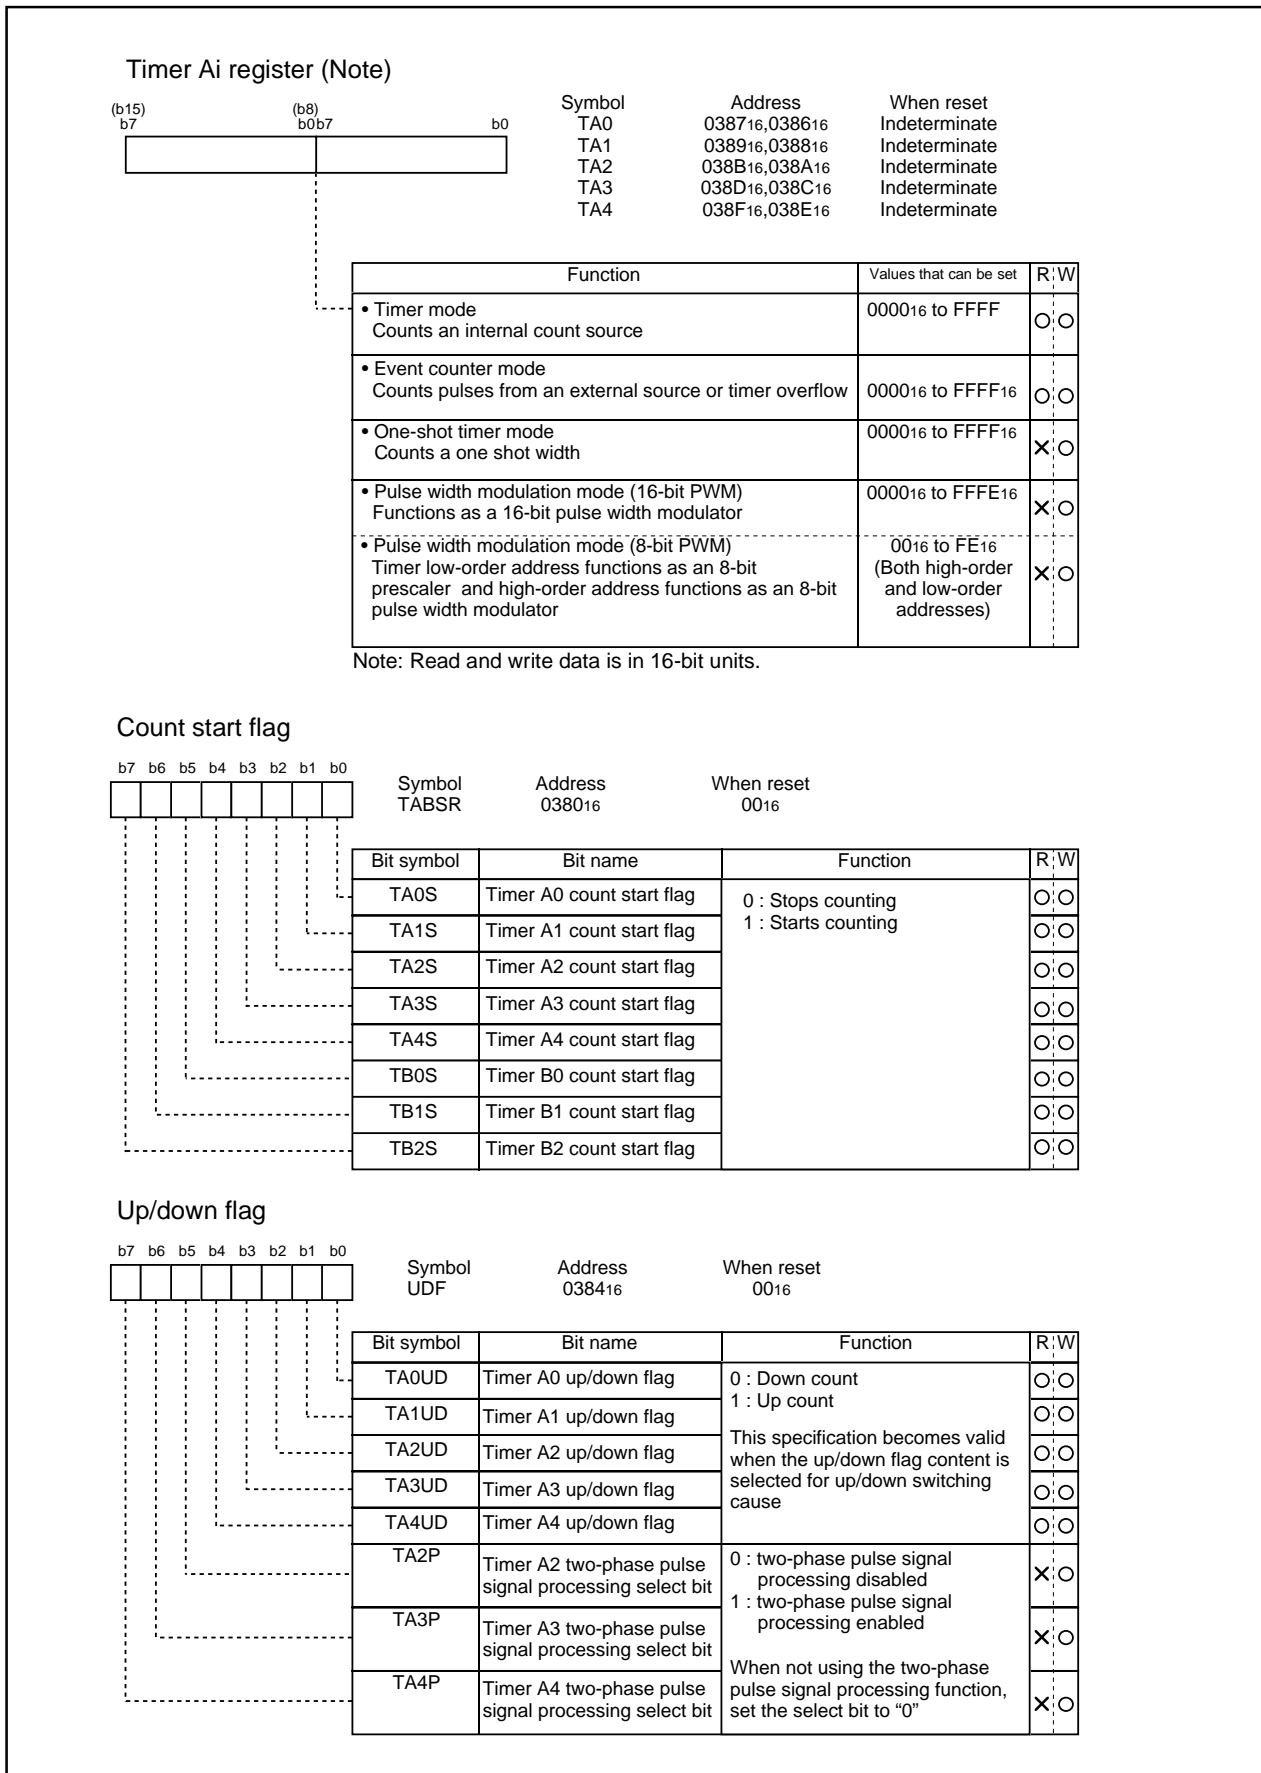 Timer Ai register (Note)
(b15) (b8)
b7 b0 b7 b0
Symbol Address When reset
TA0 038716,038616 Indeterminate
TA1 038916,038816 Indeterminate
TA2 038B16,038A16 Indeterminate
TA3 038D16,038C16 Indeterminate
TA4 038F16,038E16 Indeterminate
Function Values that can be set R W
• Timer mode 000016 to FFFF
Counts an internal count source
• Event counter mode
Counts pulses from an external source or timer overflow 000016 to FFFF16
• One-shot timer mode 000016 to FFFF16
Counts a one shot width
• Pulse width modulation mode (16-bit PWM) 000016 to FFFE16
Functions as a 16-bit pulse width modulator
• Pulse width modulation mode (8-bit PWM) 0016 to FE16
Timer low-order address functions as an 8-bit (Both high-order
prescaler and high-order address functions as an 8-bit and low-order
pulse width modulator addresses)
Note: Read and write data is in 16-bit units.
Count start flag
b7 b6 b5 b4 b3 b2 b1 b0
Symbol Address When reset
TABSR 038016 0016
Bit symbol Bit name Function R W
TA0S Timer A0 count start flag 0 : Stops counting
TA1S Timer A1 count start flag 1 : Starts counting
TA2S Timer A2 count start flag
TA3S Timer A3 count start flag
TA4S Timer A4 count start flag
TB0S Timer B0 count start flag
TB1S Timer B1 count start flag
TB2S Timer B2 count start flag
Up/down flag
b7 b6 b5 b4 b3 b2 b1 b0
Symbol Address When reset
UDF 038416 0016
Bit symbol Bit name Function R W
TA0UD Timer A0 up/down flag 0 : Down count
1 : Up count
TA1UD Timer A1 up/down flag
This specification becomes valid
TA2UD Timer A2 up/down flag when the up/down flag content is
TA3UD Timer A3 up/down flag selected for up/down switching
cause
TA4UD Timer A4 up/down flag
TA2P Timer A2 two-phase pulse 0 : two-phase pulse signal
signal processing select bit processing disabled
1 : two-phase pulse signal
TA3P Timer A3 two-phase pulse processing enabled
signal processing select bit
When not using the two-phase
TA4P Timer A4 two-phase pulse pulse signal processing function,
signal processing select bit set the select bit to “0”